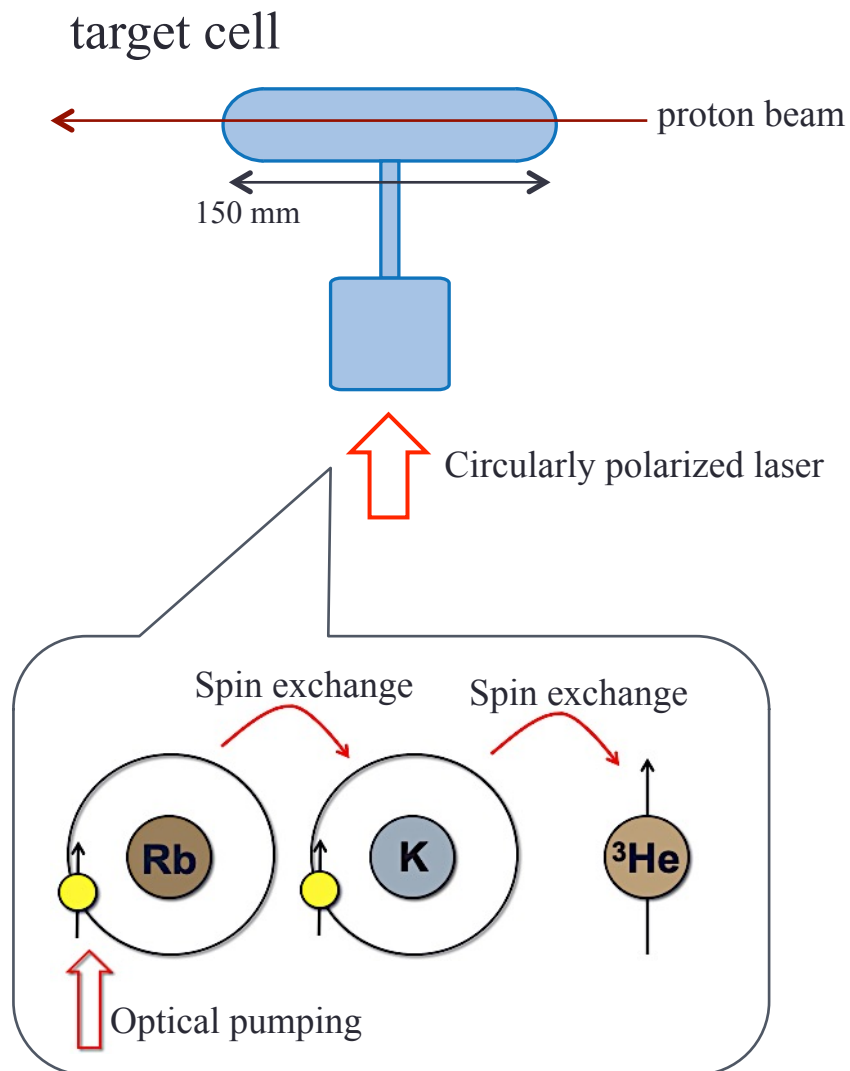 target cell
proton beam
150 mm
Circularly polarized laser
Spin exchange
Spin exchange
Rb
K
³He
Optical pumping